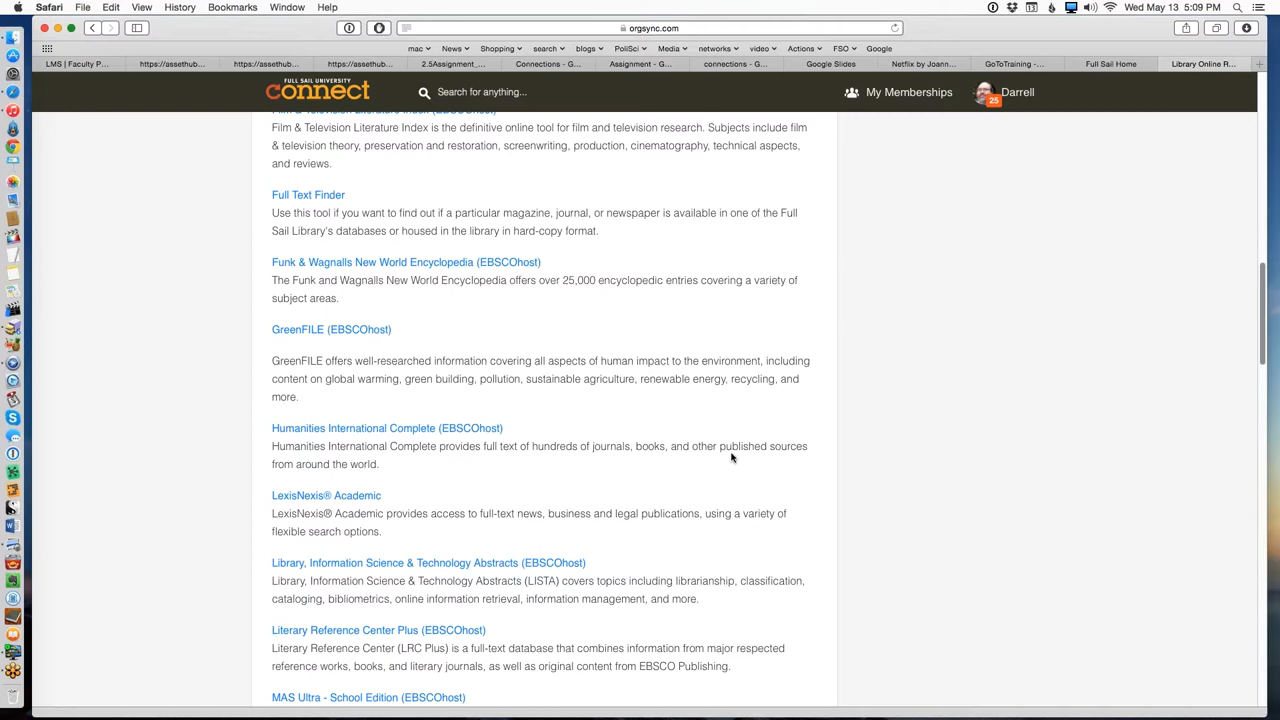 Safari File Edit View History Bookmarks Window Help Wed May 13 5:09 PM
orgsync.com
mac News Shopping search blogs PoliSci Media networks video Actions FSO Google
LMS | Faculty P... https://assethub... https://assethub... https://assethub... 2.5Assignment_... Connections - G... Assignment - G... connections - G... Google Slides Netflix by Joann... GoToTraining -... Full Sail Home Library Online R...
FULL SAIL UNIVERSITY
connect
Search for anything...
My Memberships
25
Darrell
Film & Television Literature Index (EBSCOhost)
Film & Television Literature Index is the definitive online tool for film and television research. Subjects include film
& television theory, preservation and restoration, screenwriting, production, cinematography, technical aspects,
and reviews.
Full Text Finder
Use this tool if you want to find out if a particular magazine, journal, or newspaper is available in one of the Full
Sail Library's databases or housed in the library in hard-copy format.
Funk & Wagnalls New World Encyclopedia (EBSCOhost)
The Funk and Wagnalls New World Encyclopedia offers over 25,000 encyclopedic entries covering a variety of
subject areas.
GreenFILE (EBSCOhost)
GreenFILE offers well-researched information covering all aspects of human impact to the environment, including
content on global warming, green building, pollution, sustainable agriculture, renewable energy, recycling, and
more.
Humanities International Complete (EBSCOhost)
Humanities International Complete provides full text of hundreds of journals, books, and other published sources
from around the world.
LexisNexis® Academic
LexisNexis® Academic provides access to full-text news, business and legal publications, using a variety of
flexible search options.
Library, Information Science & Technology Abstracts (EBSCOhost)
Library, Information Science & Technology Abstracts (LISTA) covers topics including librarianship, classification,
cataloging, bibliometrics, online information retrieval, information management, and more.
Literary Reference Center Plus (EBSCOhost)
Literary Reference Center (LRC Plus) is a full-text database that combines information from major respected
reference works, books, and literary journals, as well as original content from EBSCO Publishing.
MAS Ultra - School Edition (EBSCOhost)